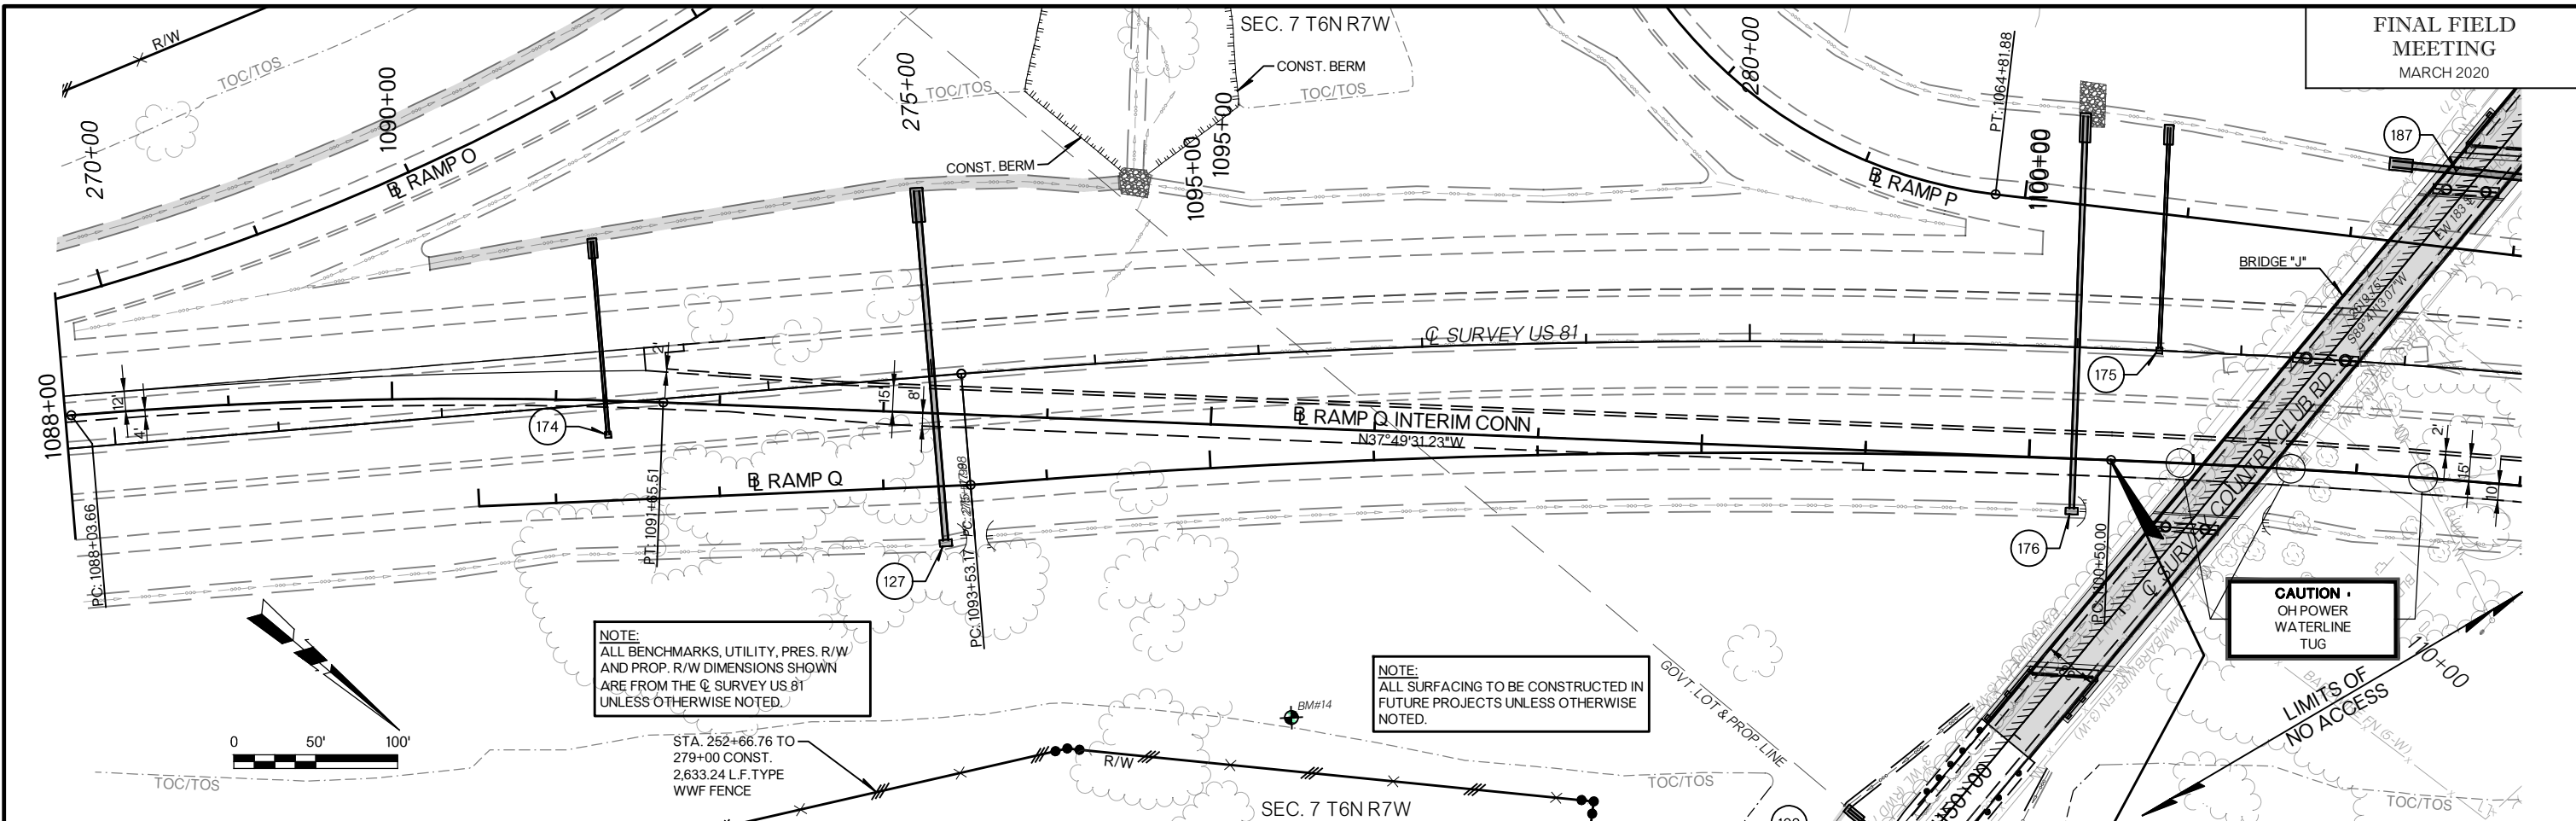 FINAL FIELD
MEETING
MARCH 2020
R/W
TOC/TOS
270+00
1090+00
BL RAMP O
275+00
SEC. 7 T6N R7W
CONST. BERM
TOC/TOS
TOC/TOS
CONST. BERM
1095+00
1095+00
280+00
PT: 1064+81.88
1100+00
BL RAMP P
187
BRIDGE "J"
CL SURVEY US 81
175
1088+00
12'
4'
2'
174
15'
8'
BL RAMP Q INTERIM CONN
N37°49'31.23"W
BL RAMP Q
PC: 1088+03.66
PT: 1091+65.51
127
PC: 1093+53.17
176
P.C. 1100+50.00
CL SURVEY COUNTRY CLUB RD
2'
15'
10'
CAUTION :
OH POWER
WATERLINE
TUG
NOTE:
ALL BENCHMARKS, UTILITY, PRES. R/W
AND PROP. R/W DIMENSIONS SHOWN
ARE FROM THE CL SURVEY US 81
UNLESS OTHERWISE NOTED.
NOTE:
ALL SURFACING TO BE CONSTRUCTED IN
FUTURE PROJECTS UNLESS OTHERWISE
NOTED.
BM#14
GOVT. LOT & PROP. LINE
LIMITS OF
NO ACCESS
110+00
0 50' 100'
STA. 252+66.76 TO
279+00 CONST.
2,633.24 L.F.TYPE
WWF FENCE
R/W
TOC/TOS
TOC/TOS
TOC/TOS
SEC. 7 T6N R7W